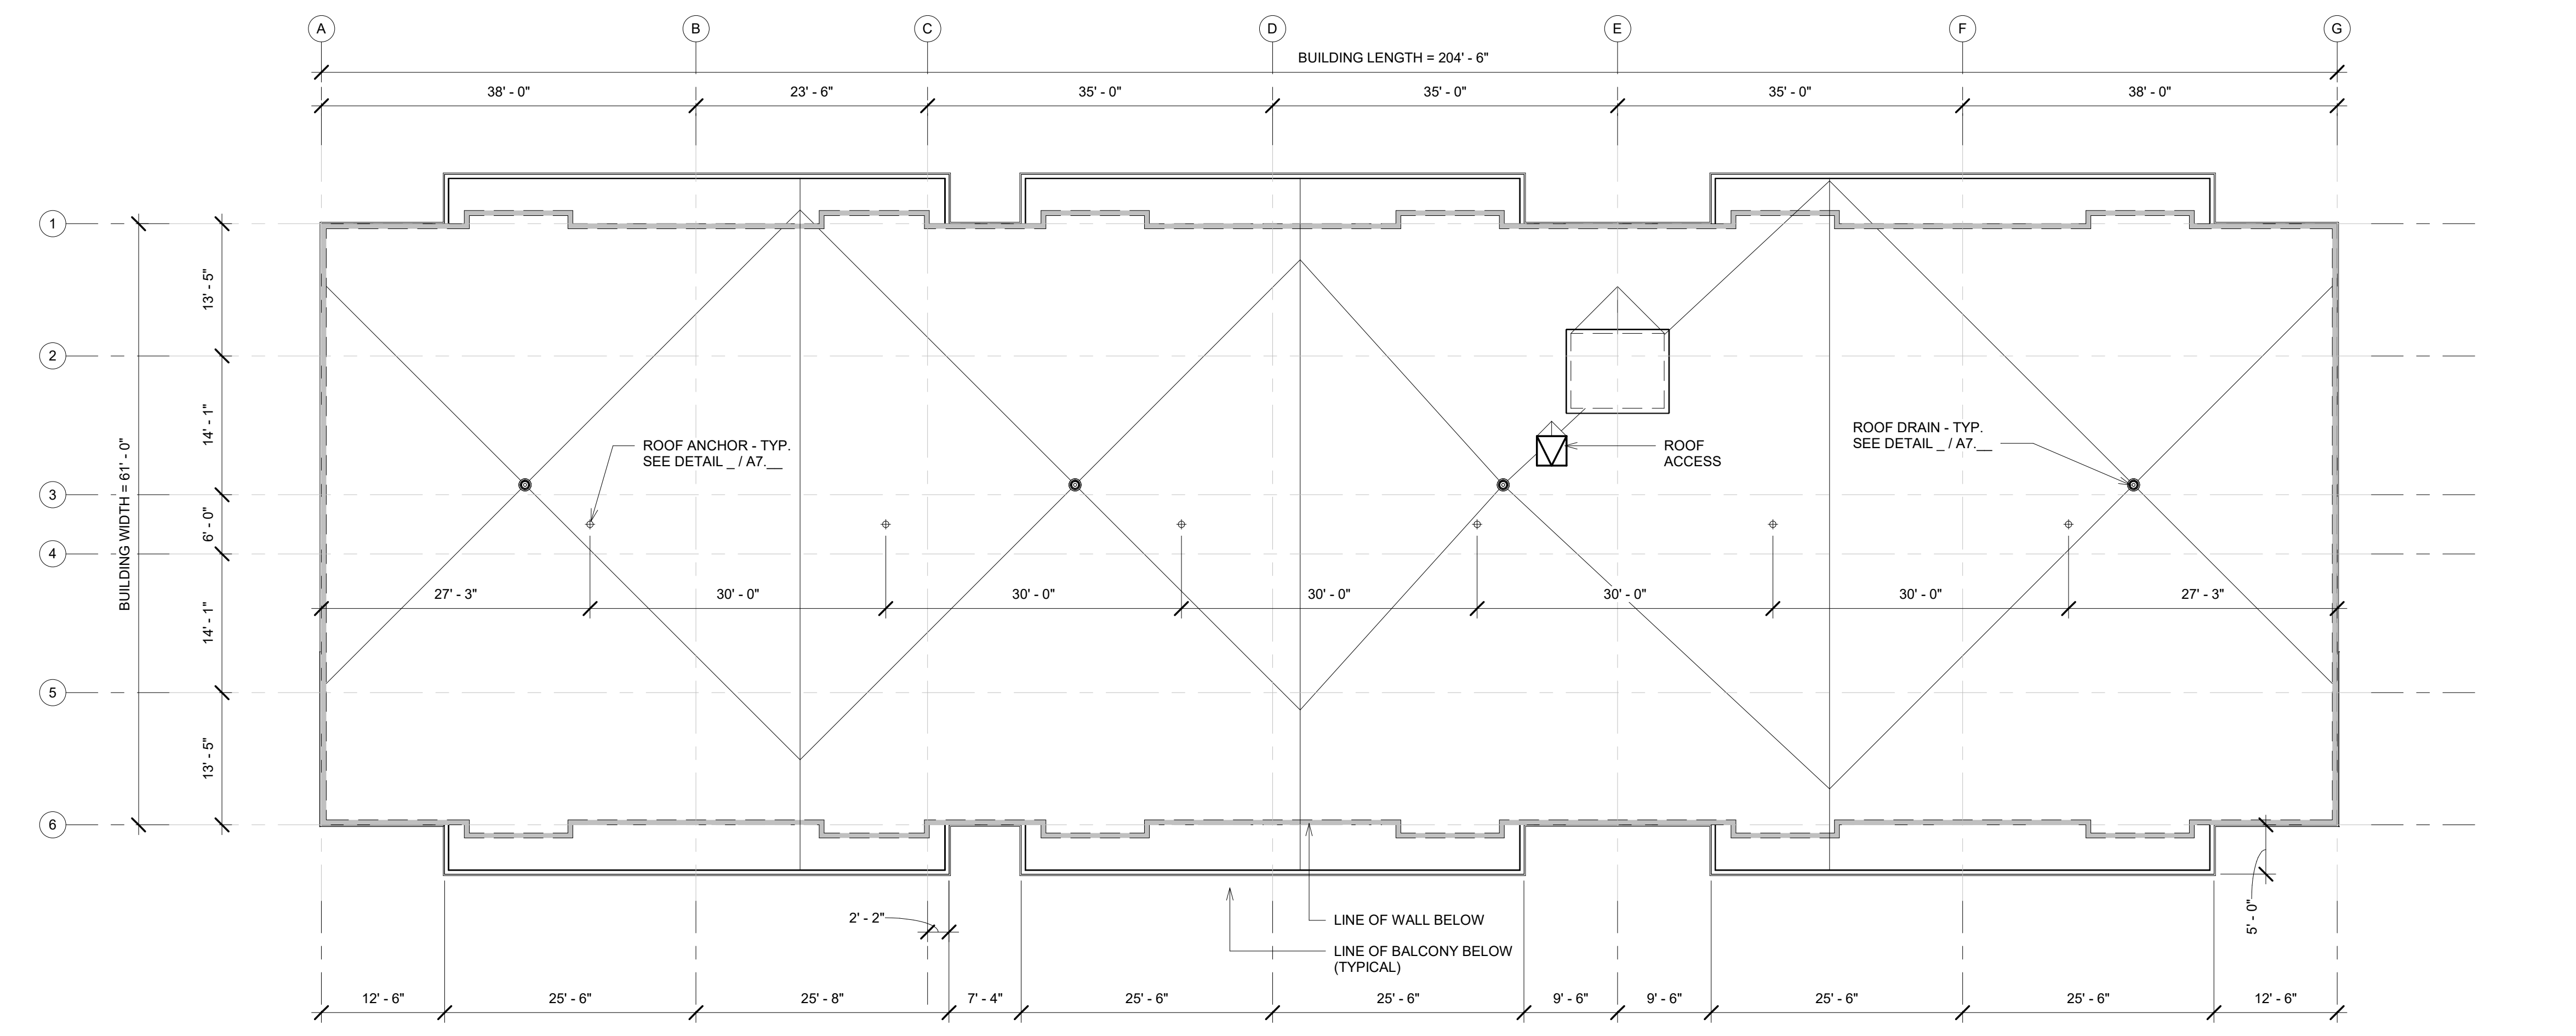 A B C D E F G
BUILDING LENGTH = 204' - 6"
38' - 0" 23' - 6" 35' - 0" 35' - 0" 35' - 0" 38' - 0"
1
13' - 5"
2
14' - 1"
ROOF ANCHOR - TYP.
SEE DETAIL _ / A7.__
ROOF
ACCESS
ROOF DRAIN - TYP.
SEE DETAIL _ / A7.__
3
6' - 0"
BUILDING WIDTH = 61' - 0"
4
27' - 3" 30' - 0" 30' - 0" 30' - 0" 30' - 0" 30' - 0" 27' - 3"
14' - 1"
5
13' - 5"
6
2' - 2"
LINE OF WALL BELOW
5' - 0"
LINE OF BALCONY BELOW
(TYPICAL)
12' - 6" 25' - 6" 25' - 8" 7' - 4" 25' - 6" 25' - 6" 9' - 6" 9' - 6" 25' - 6" 25' - 6" 12' - 6"